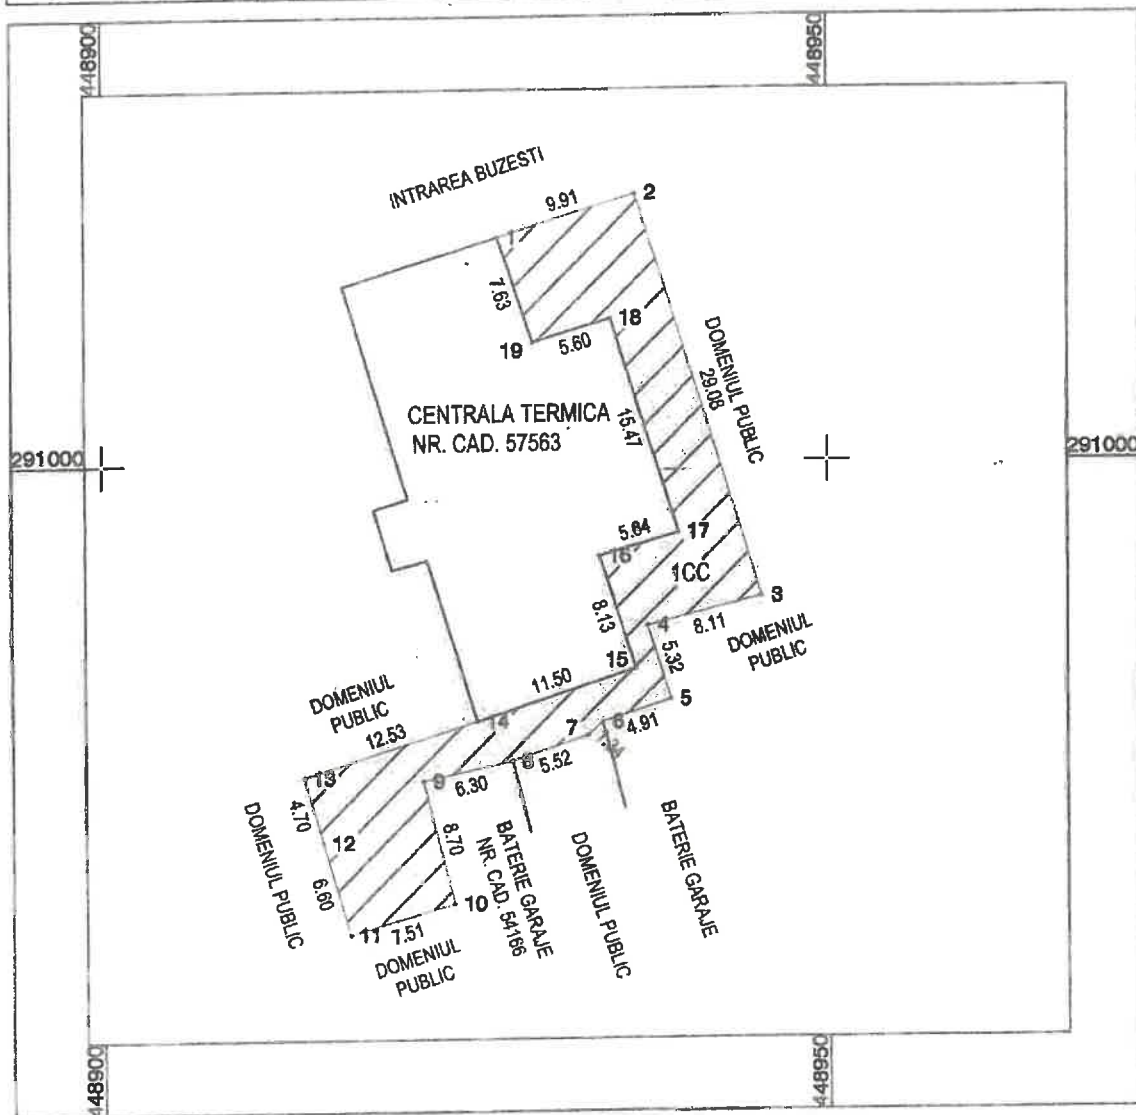 448900
448950
INTRAREA BUZESTI
9.91
2
1
7.63
18
19
5.60
DOMENIUL PUBLIC
29.08
CENTRALA TERMICA
NR. CAD. 57563
15.47
291000
291000
5.64
17
16
1CC
3
8.13
4
8.11
DOMENIUL
PUBLIC
15
5.32
11.50
5
DOMENIUL
PUBLIC
14
7
6
4.91
12.53
8
5.52
13
9
6.30
4.70
12
8.70
DOMENIUL PUBLIC
6.60
10
BATERIE GARAJE
NR. CAD. 54166
DOMENIUL PUBLIC
BATERIE GARAJE
11
7.51
DOMENIUL
PUBLIC
448900
448950